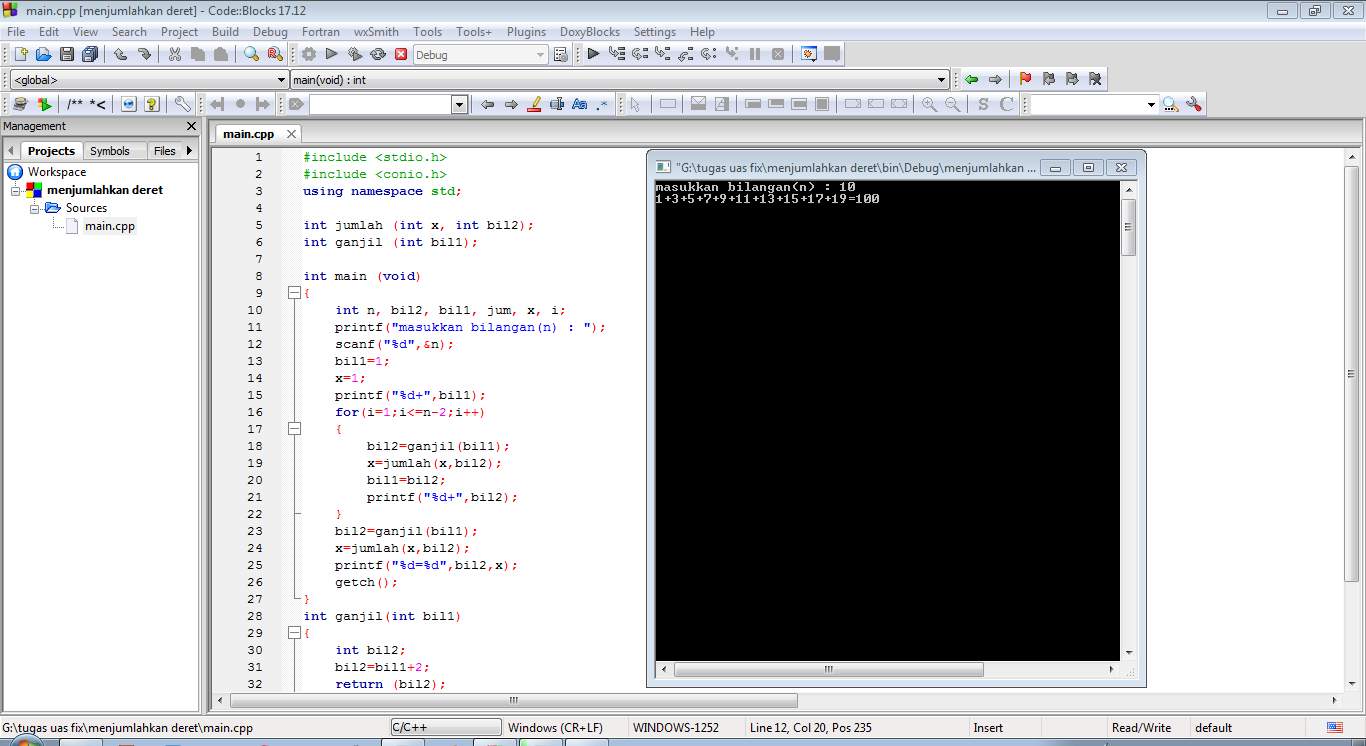 main.cpp [menjumlahkan deret] - Code::Blocks 17.12
File Edit View Search Project Build Debug Fortran wxSmith Tools Tools+ Plugins DoxyBlocks Settings Help
Debug
<global> main(void) : int
/** *<
Aa .*
S C
Management
Projects Symbols Files
Workspace
menjumlahkan deret
Sources
main.cpp
main.cpp
1 #include <stdio.h>
2 #include <conio.h>
3 using namespace std;
4
5 int jumlah (int x, int bil2);
6 int ganjil (int bil1);
7
8 int main (void)
9 {
10 int n, bil2, bil1, jum, x, i;
11 printf("masukkan bilangan(n) : ");
12 scanf("%d",&n);
13 bil1=1;
14 x=1;
15 printf("%d+",bil1);
16 for(i=1;i<=n-2;i++)
17 {
18 bil2=ganjil(bil1);
19 x=jumlah(x,bil2);
20 bil1=bil2;
21 printf("%d+",bil2);
22 }
23 bil2=ganjil(bil1);
24 x=jumlah(x,bil2);
25 printf("%d=%d",bil2,x);
26 getch();
27 }
28 int ganjil(int bil1)
29 {
30 int bil2;
31 bil2=bil1+2;
32 return (bil2);
"G:\tugas uas fix\menjumlahkan deret\bin\Debug\menjumlahkan ...
masukkan bilangan(n) : 10
1+3+5+7+9+11+13+15+17+19=100
G:\tugas uas fix\menjumlahkan deret\main.cpp C/C++ Windows (CR+LF) WINDOWS-1252 Line 12, Col 20, Pos 235 Insert Read/Write default